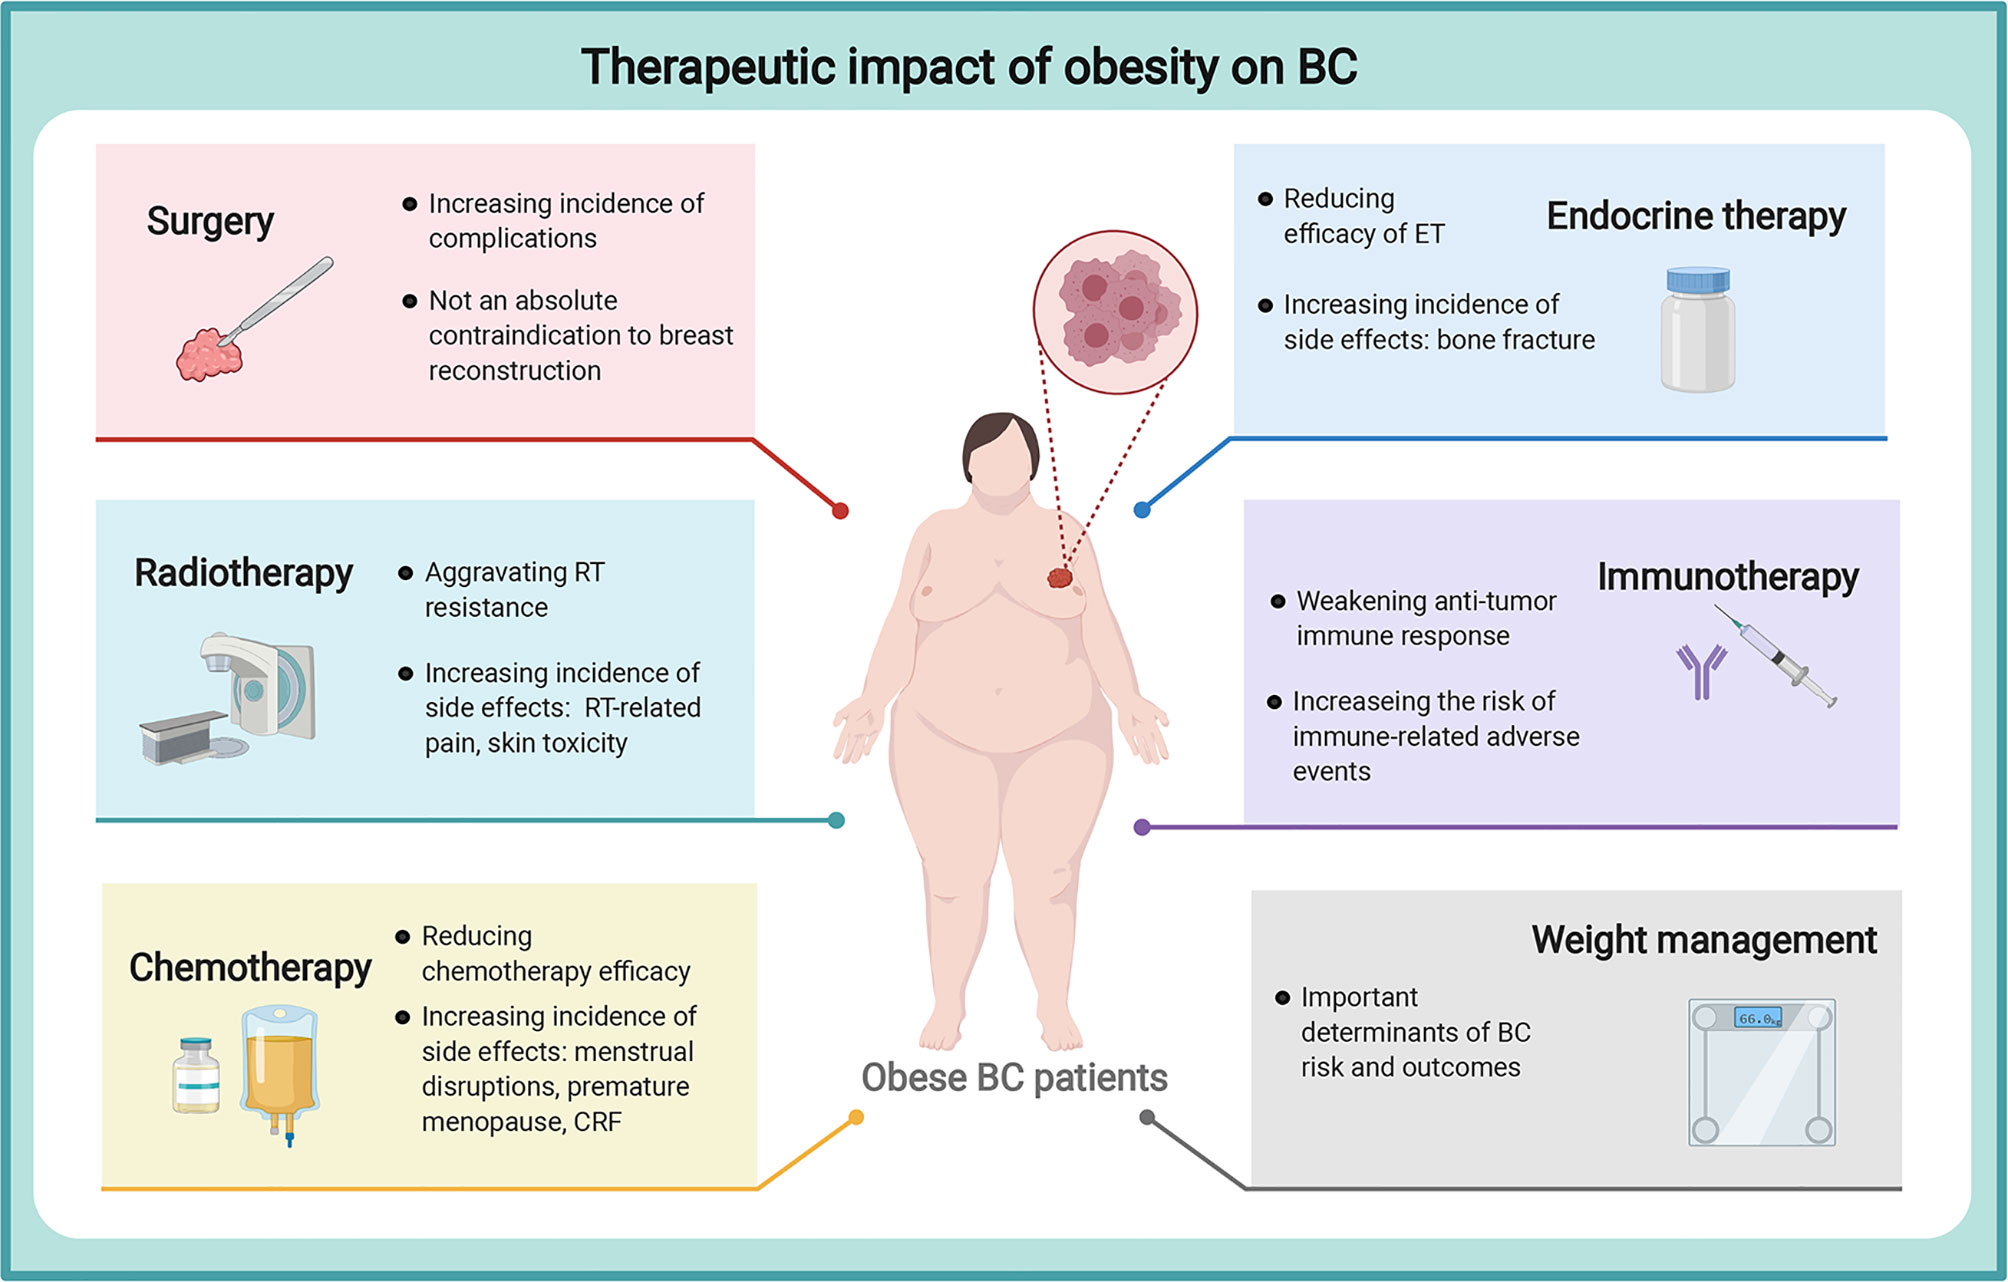 Therapeutic impact of obesity on BC
Surgery
Increasing incidence of
complications
Not an absolute
contraindication to breast
reconstruction
Radiotherapy
Aggravating RT
resistance
Increasing incidence of
side effects: RT-related
pain, skin toxicity
Chemotherapy
Reducing
chemotherapy efficacy
Increasing incidence of
side effects: menstrual
disruptions, premature
menopause, CRF
Obese BC patients
Endocrine therapy
Reducing
efficacy of ET
Increasing incidence of
side effects: bone fracture
Immunotherapy
Weakening anti-tumor
immune response
Increaseing the risk of
immune-related adverse
events
Weight management
Important
determinants of BC
risk and outcomes
66.0kg